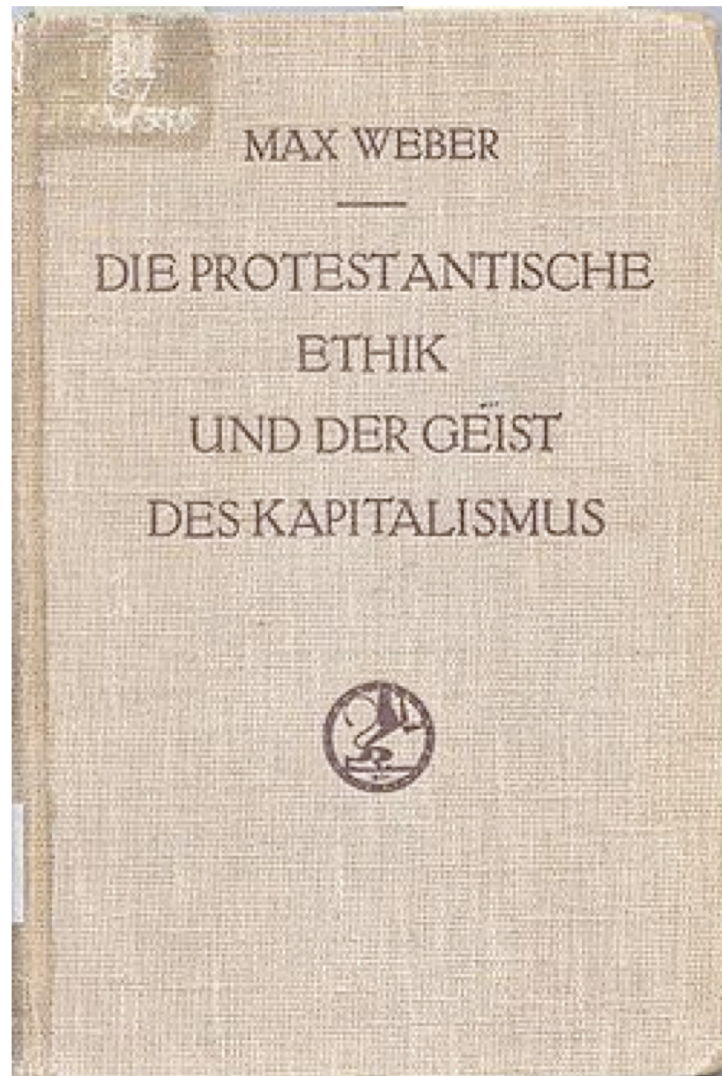 MAX WEBER
DIE PROTESTANTISCHE
ETHIK
UND DER GEIST
DES KAPITALISMUS